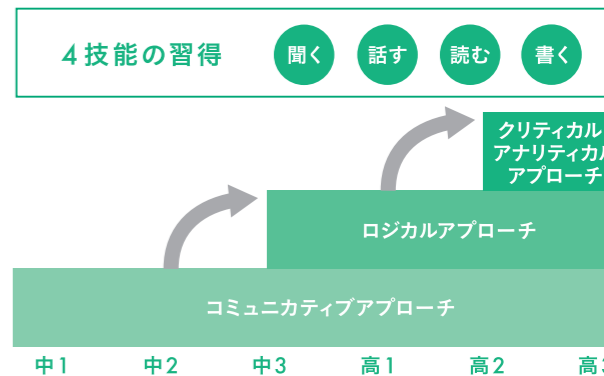 4技能の習得
聞く 話す 読む 書く
クリティカル
アナリティカル
アプローチ
ロジカルアプローチ
コミュニカティブアプローチ
中1 中2 中3 高1 高2 高3